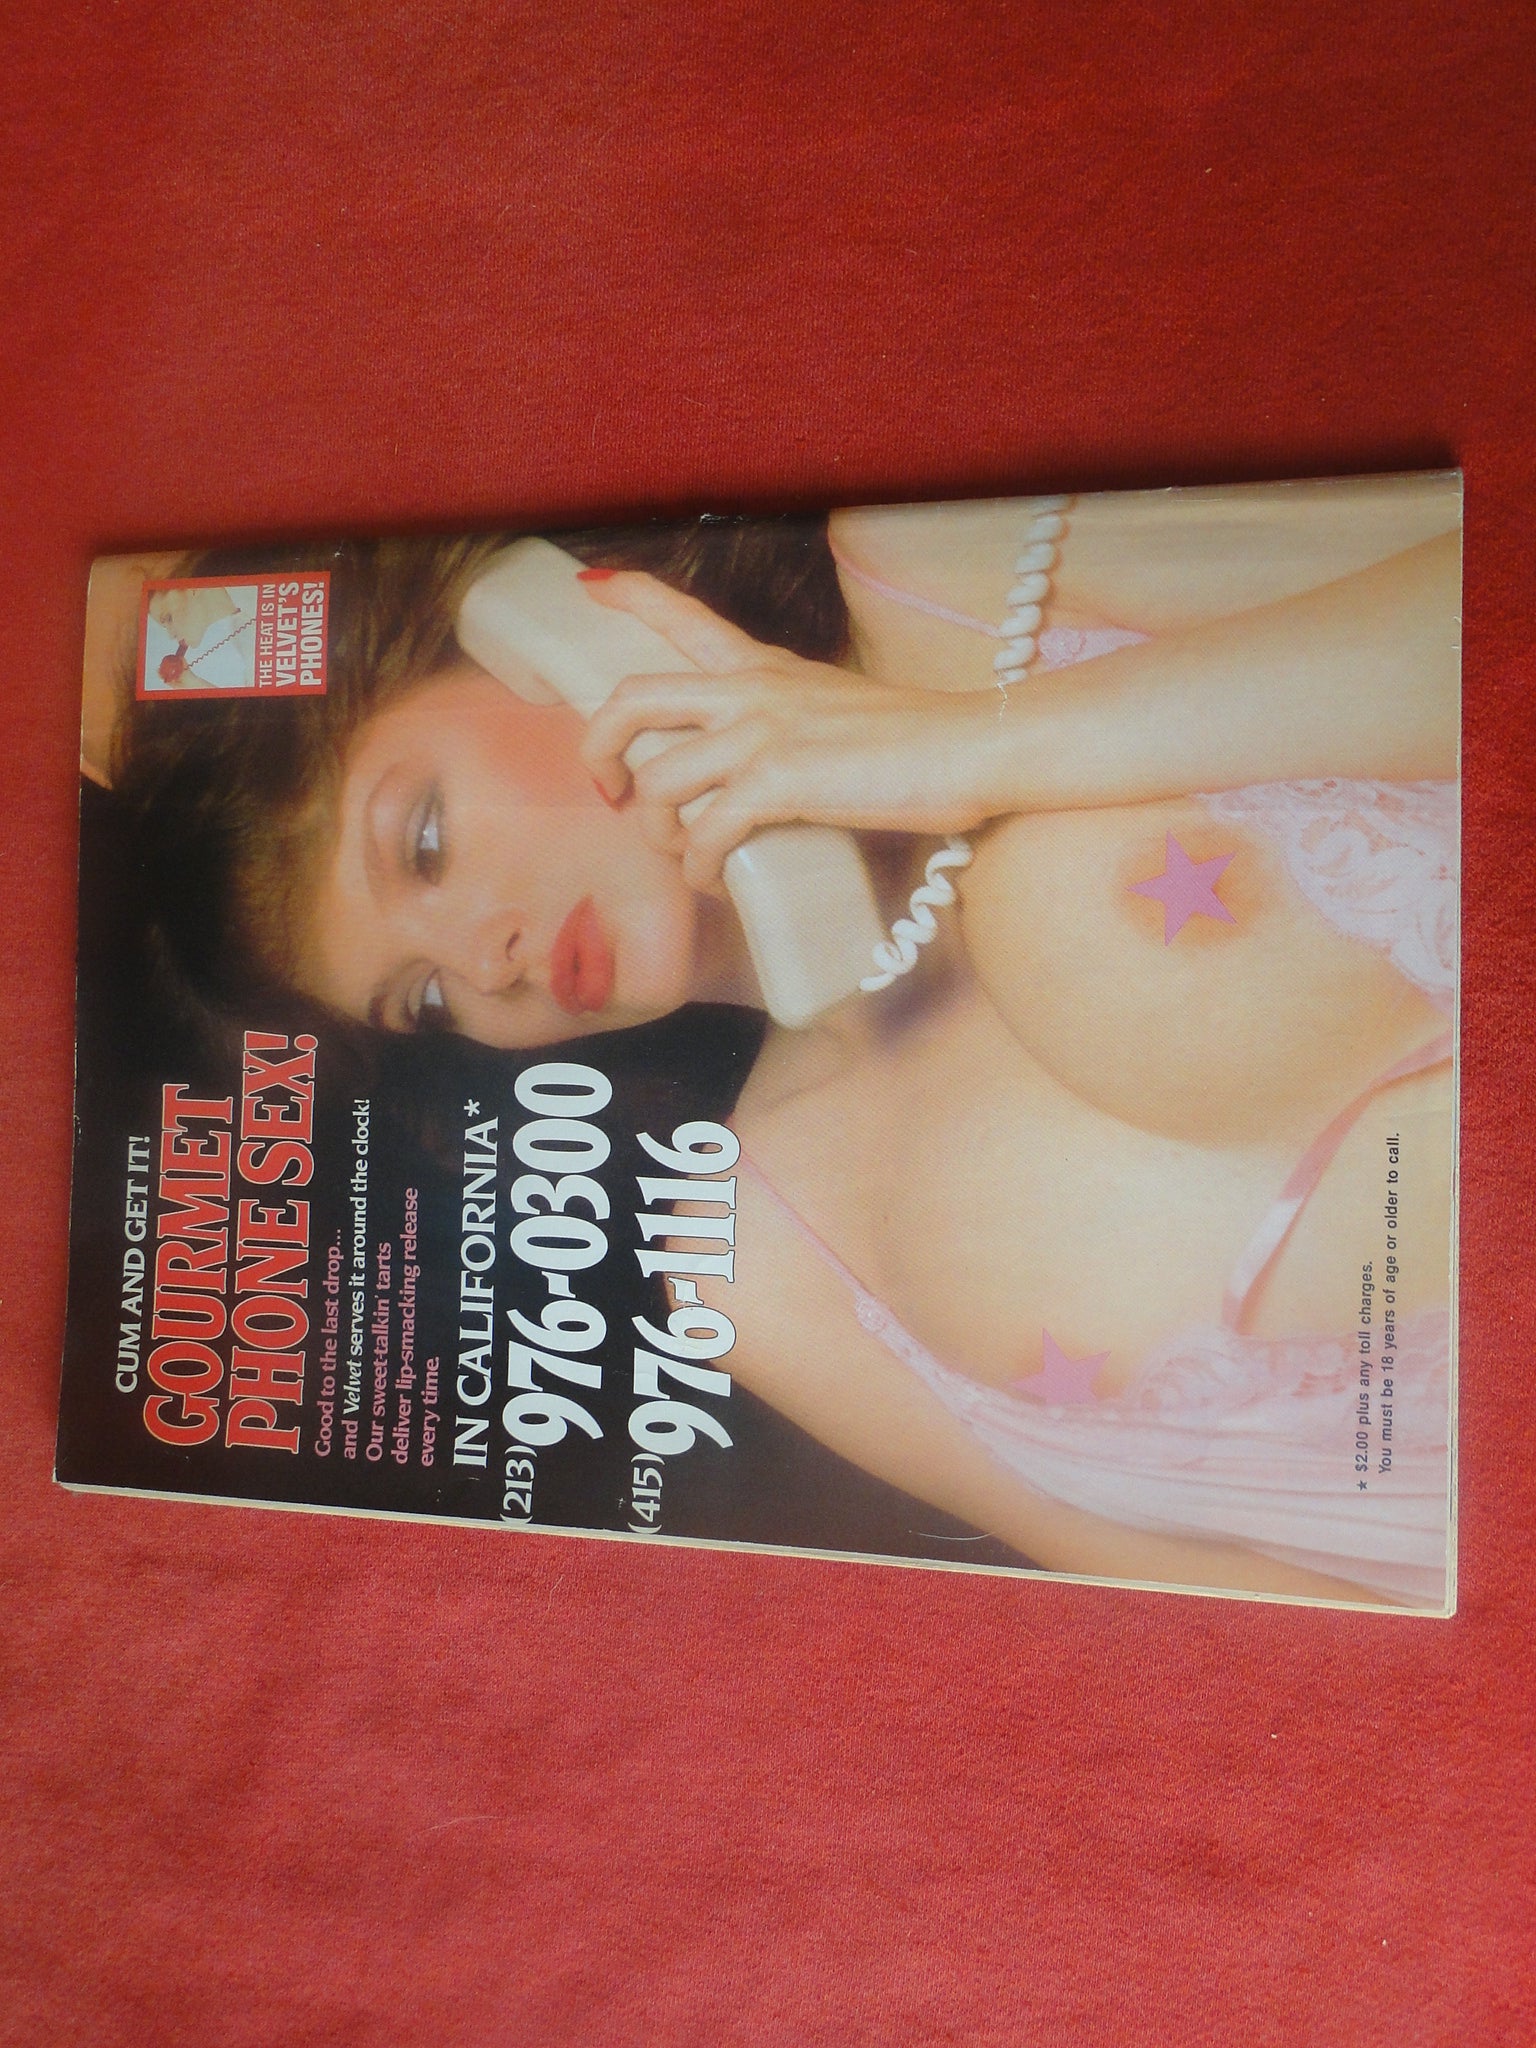 CUM AND GET IT!
GOURMET
PHONE SEX!
Good to the last drop...
and Velvet serves it around the clock!
Our sweet-talkin' tarts
deliver lip-smacking release
every time.
IN CALIFORNIA*
(213)976-0300
(415)976-1116
THE HEAT IS IN
VELVET'S
PHONES!
* $2.00 plus any toll charges.
You must be 18 years of age or older to call.